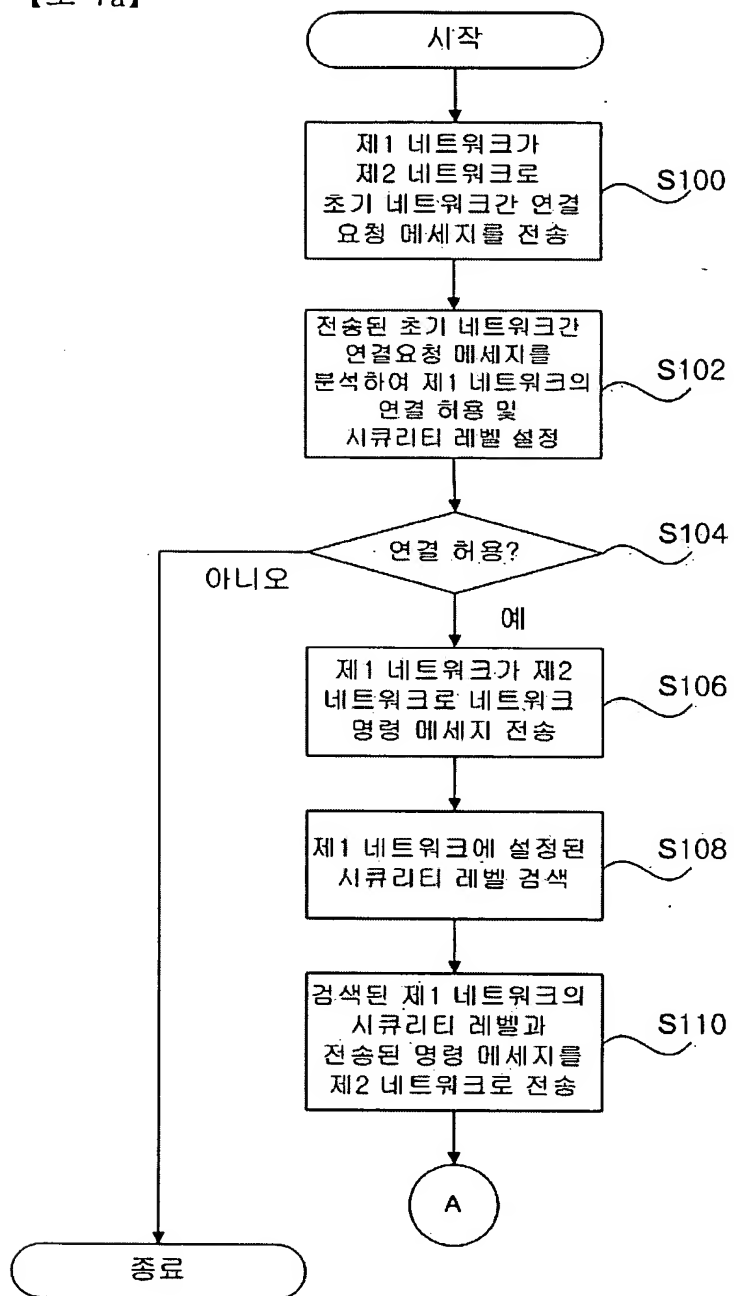 시작
제1 네트워크가
제2 네트워크로
초기 네트워크간 연결
요청 메세지를 전송
S100
전송된 초기 네트워크간
연결요청 메세지를
분석하여 제1 네트워크의
연결 허용 및
시큐리티 레벨 설정
S102
연결 허용?
S104
아니오
예
제1 네트워크가 제2
네트워크로 네트워크
명령 메세지 전송
S106
제1 네트워크에 설정된
시큐리티 레벨 검색
S108
검색된 제1 네트워크의
시큐리티 레벨과
전송된 명령 메세지를
제2 네트워크로 전송
S110
A
종료